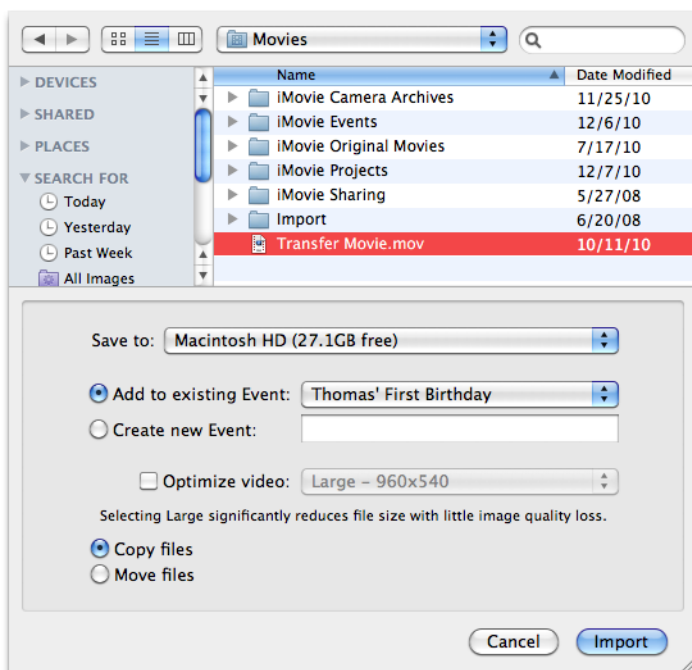 Movies
Name
Date Modified
DEVICES
SHARED
PLACES
SEARCH FOR
Today
Yesterday
Past Week
All Images
iMovie Camera Archives 11/25/10
iMovie Events 12/6/10
iMovie Original Movies 7/17/10
iMovie Projects 12/7/10
iMovie Sharing 5/27/08
Import 6/20/08
Transfer Movie.mov 10/11/10
Save to: Macintosh HD (27.1GB free)
Add to existing Event: Thomas' First Birthday
Create new Event:
Optimize video: Large – 960x540
Selecting Large significantly reduces file size with little image quality loss.
Copy files
Move files
Cancel Import